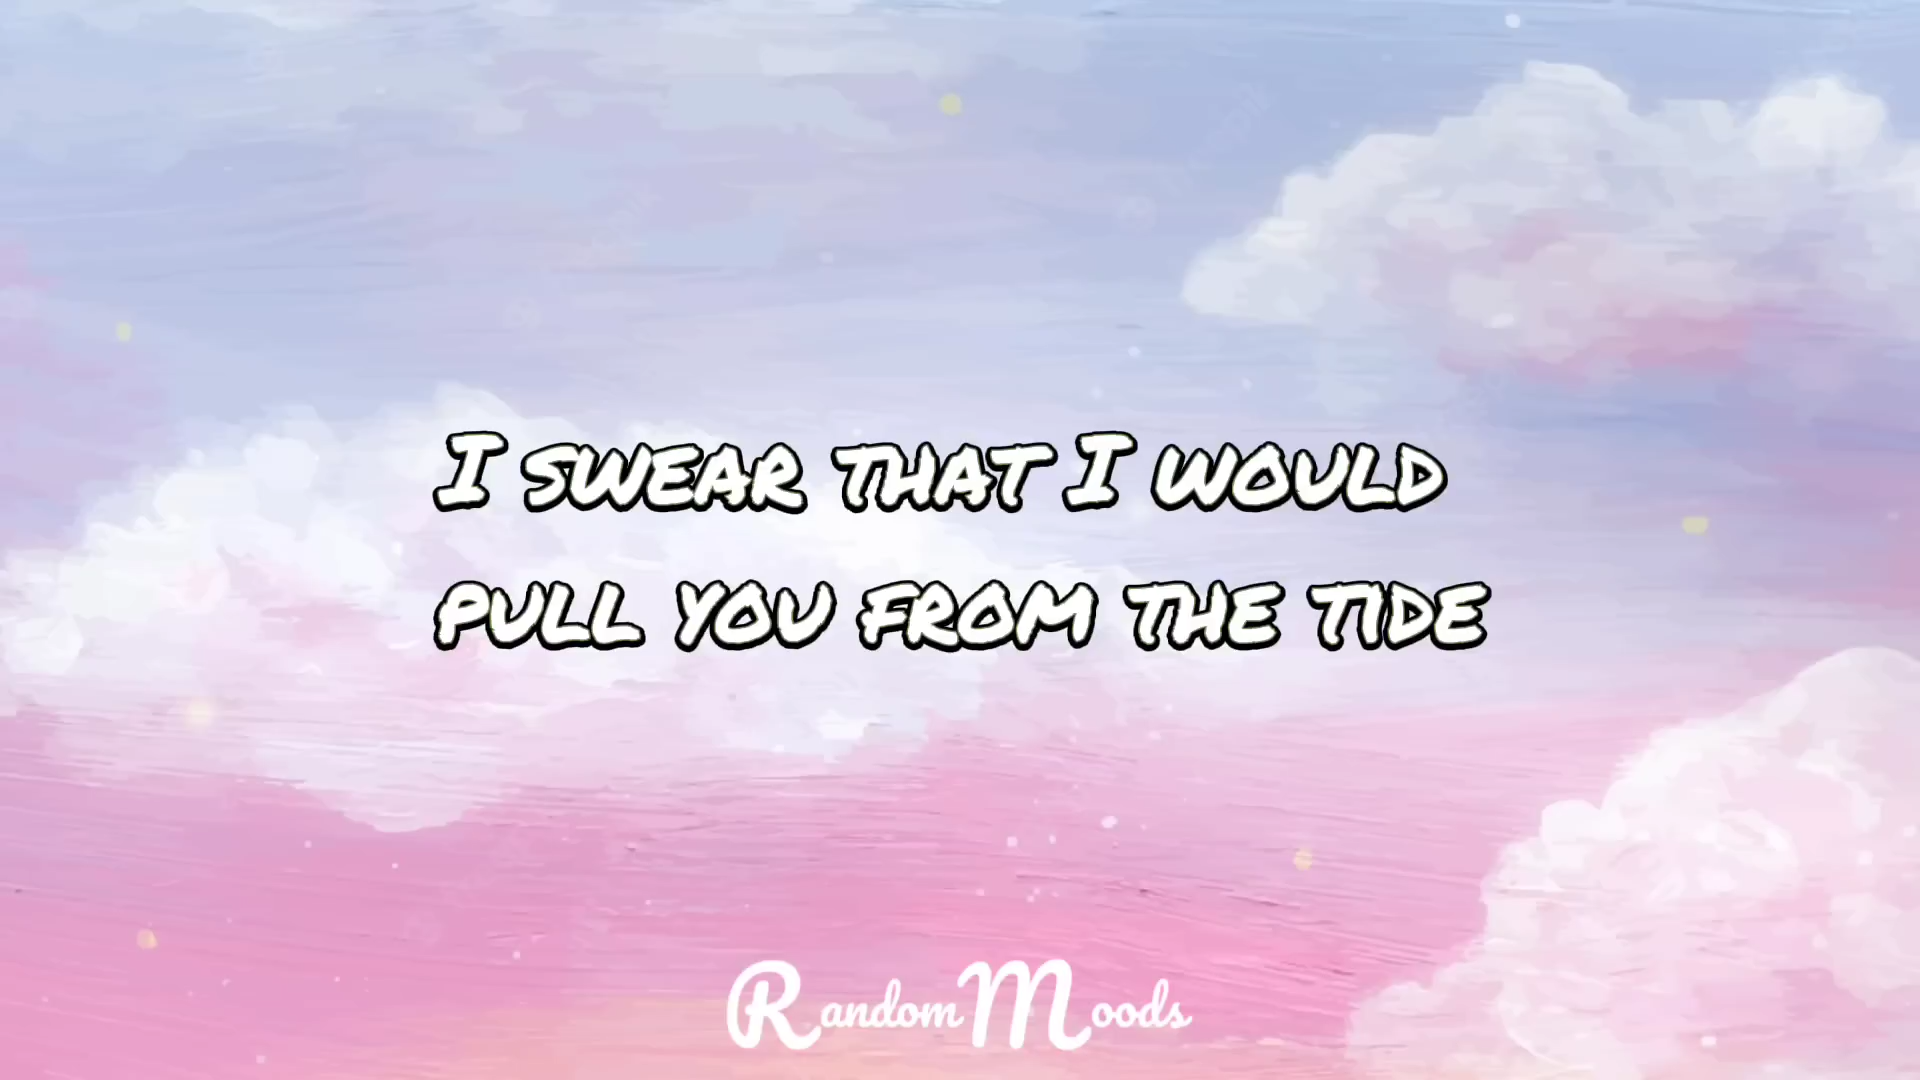 I SWEAR THAT I WOULD
PULL YOU FROM THE TIDE
RandomMoods